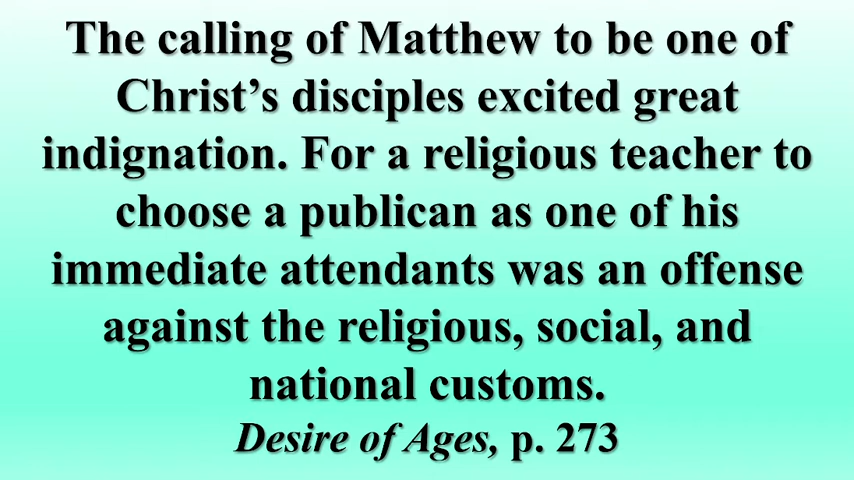 The calling of Matthew to be one of
Christ’s disciples excited great
indignation. For a religious teacher to
choose a publican as one of his
immediate attendants was an offense
against the religious, social, and
national customs.
Desire of Ages, p. 273